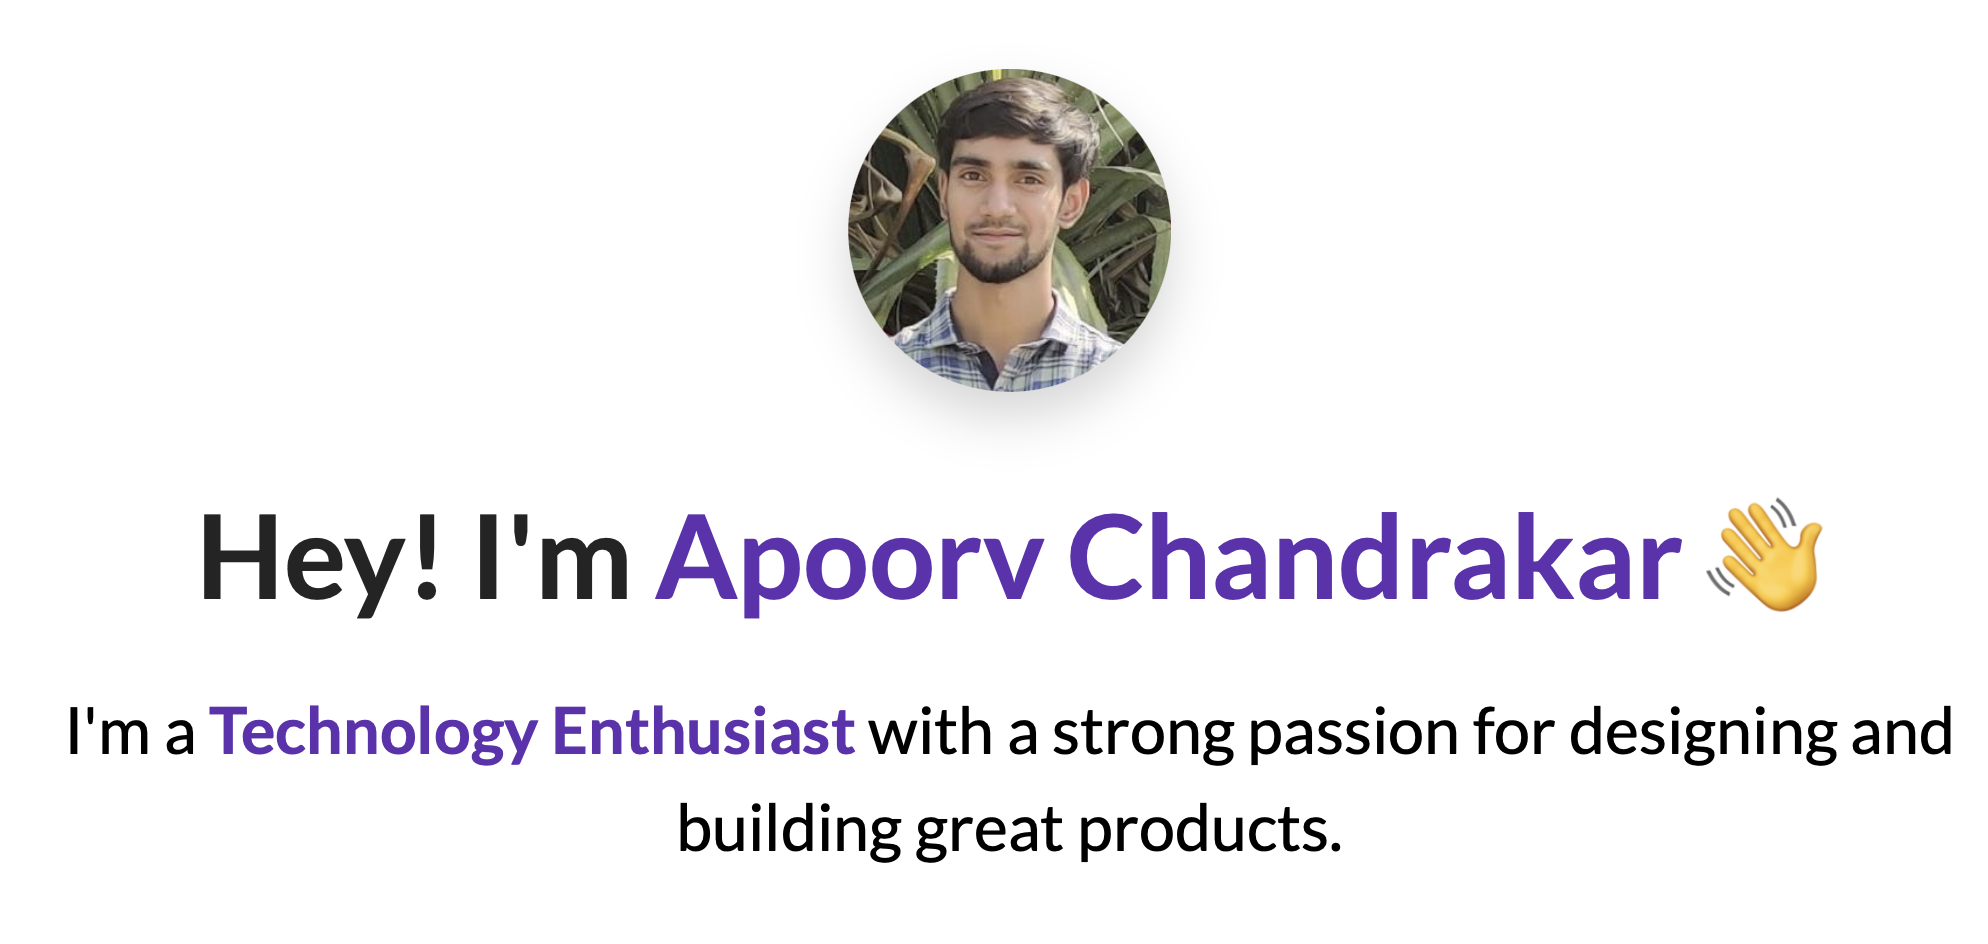 Hey! I'm Apoorv Chandrakar 👋
I'm a Technology Enthusiast with a strong passion for designing and
building great products.